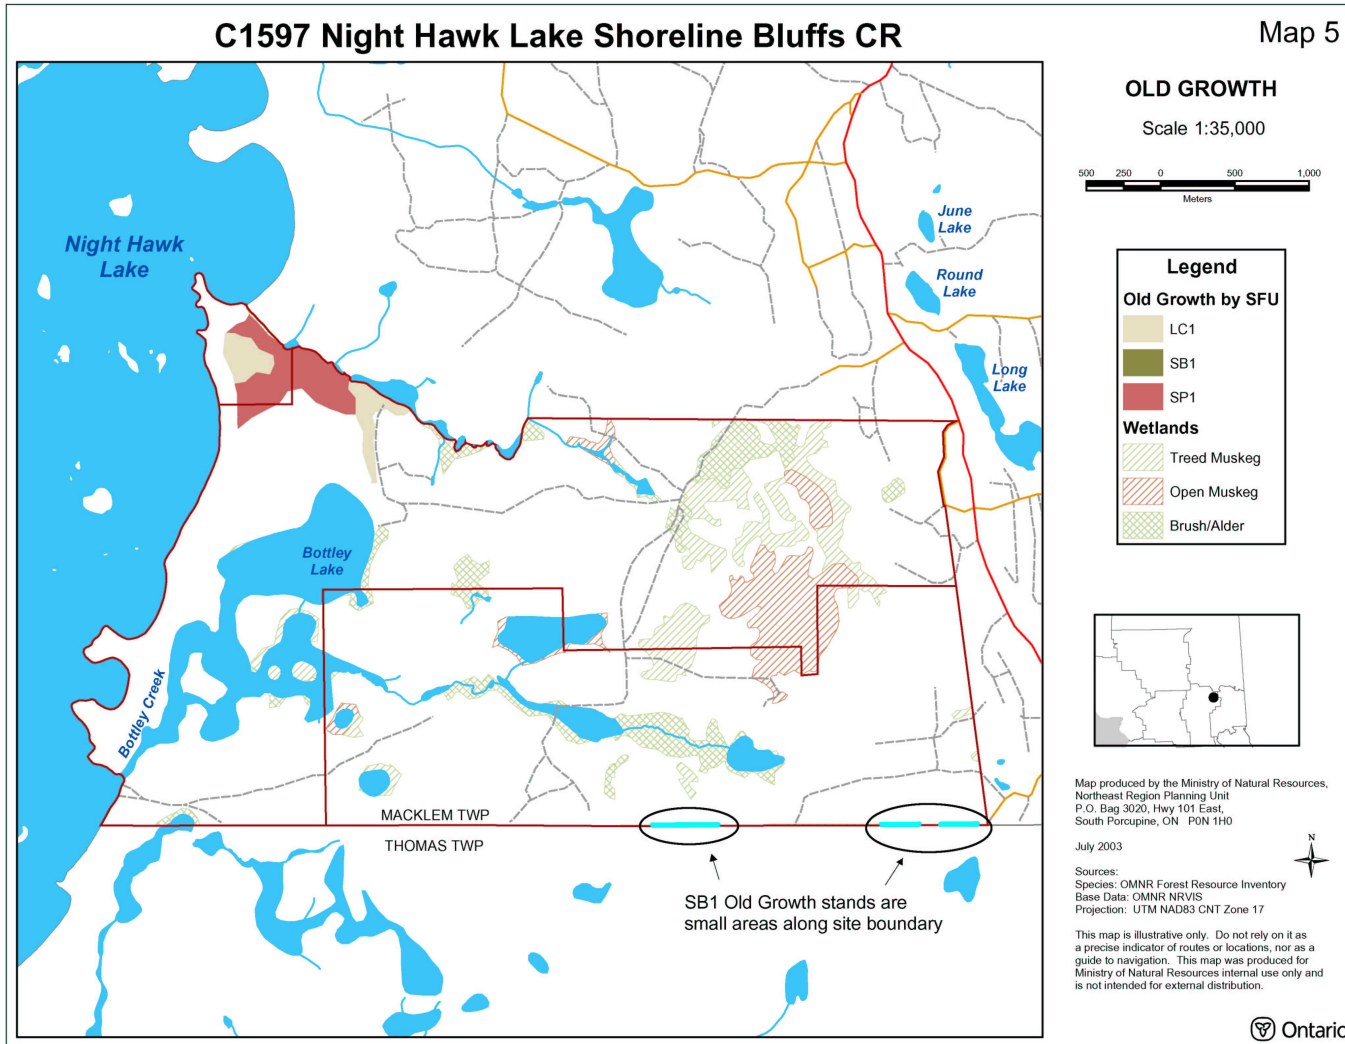 C1597 Night Hawk Lake Shoreline Bluffs CR
Map 5
OLD GROWTH
Scale 1:35,000
500 250 0 500 1,000
Meters
Night Hawk
Lake
June
Lake
Round
Lake
Long
Lake
Bottley
Lake
Bottley Creek
MACKLEM TWP
THOMAS TWP
SB1 Old Growth stands are
small areas along site boundary
Legend
Old Growth by SFU
LC1
SB1
SP1
Wetlands
Treed Muskeg
Open Muskeg
Brush/Alder
Map produced by the Ministry of Natural Resources,
Northeast Region Planning Unit
P.O. Bag 3020, Hwy 101 East,
South Porcupine, ON P0N 1H0
July 2003
N
Sources:
Species: OMNR Forest Resource Inventory
Base Data: OMNR NRVIS
Projection: UTM NAD83 CNT Zone 17
This map is illustrative only. Do not rely on it as
a precise indicator of routes or locations, nor as a
guide to navigation. This map was produced for
Ministry of Natural Resources internal use only and
is not intended for external distribution.
Ontario